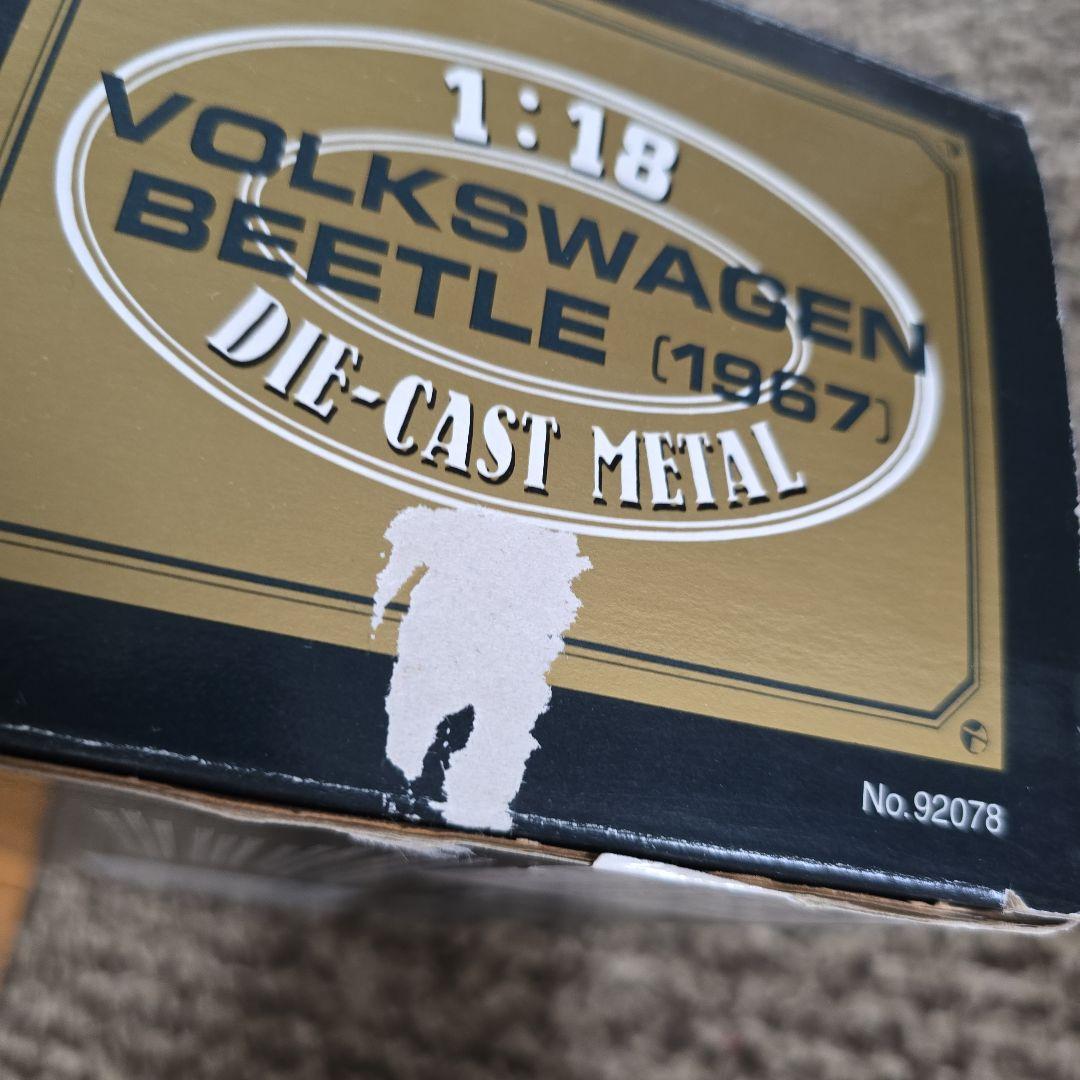 1:18
VOLKSWAGEN
BEETLE (1967)
DIE-CAST METAL
No.92078